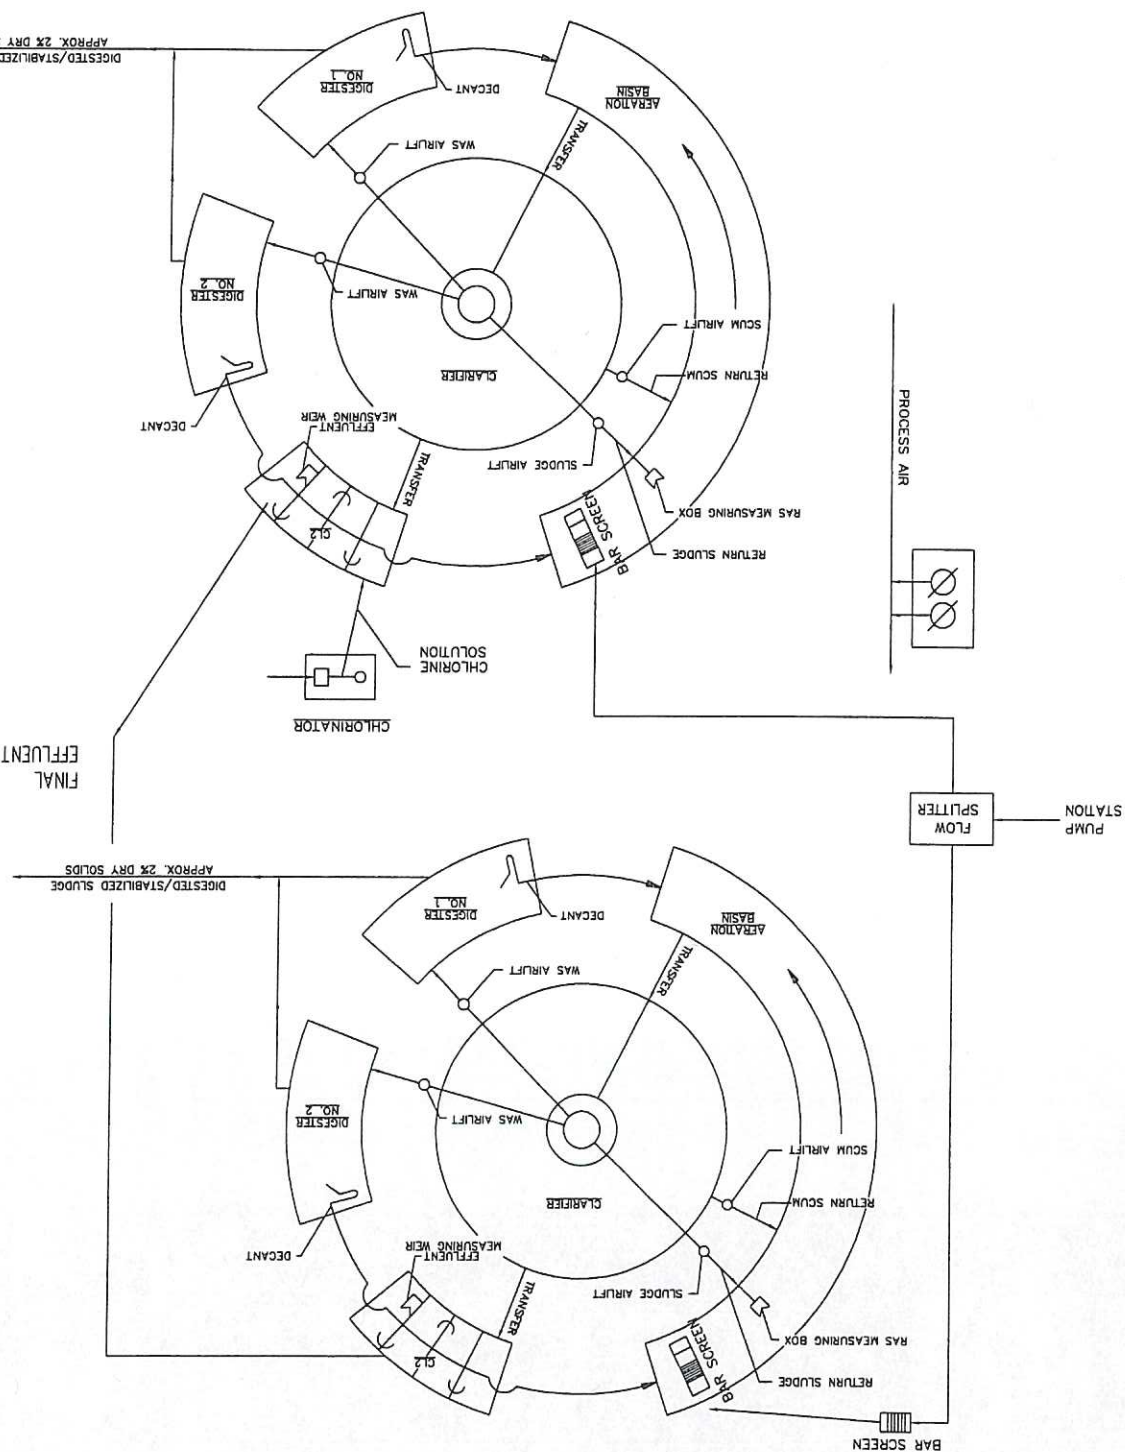 BAR SCREEN
RETURN SLUDGE
RAS MEASURING BOX
BAR SCREEN
SLUDGE AIRLIFT
RETURN SCUM
SCUM AIRLIFT
TRANSFER
CL2
EFFLUENT
MEASURING WEIR
DECANT
CLARIFIER
DIGESTER
NO. 2
WAS AIRLIFT
WAS AIRLIFT
TRANSFER
AERATION
BASIN
DECANT
DIGESTER
NO. 1
DIGESTED/STABILIZED SLUDGE
APPROX. 2% DRY SOLIDS
PUMP
STATION
FLOW
SPLITTER
FINAL
EFFLUENT
CHLORINATOR
CHLORINE
SOLUTION
PROCESS AIR
RETURN SLUDGE
RAS MEASURING BOX
BAR SCREEN
SLUDGE AIRLIFT
RETURN SCUM
SCUM AIRLIFT
TRANSFER
CL2
EFFLUENT
MEASURING WEIR
DECANT
CLARIFIER
DIGESTER
NO. 2
WAS AIRLIFT
WAS AIRLIFT
TRANSFER
AERATION
BASIN
DECANT
DIGESTER
NO. 1
DIGESTED/STABILIZED
APPROX. 2% DRY